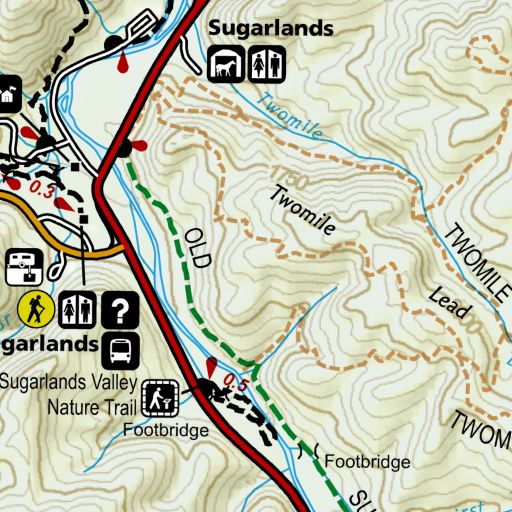 Sugarlands
Twomile
1750
Twomile
0.3
OLD
TWOMILE
Lead
?
garlands
Sugarlands Valley
Nature Trail
0.5
Footbridge
TWOM
Footbridge
SU